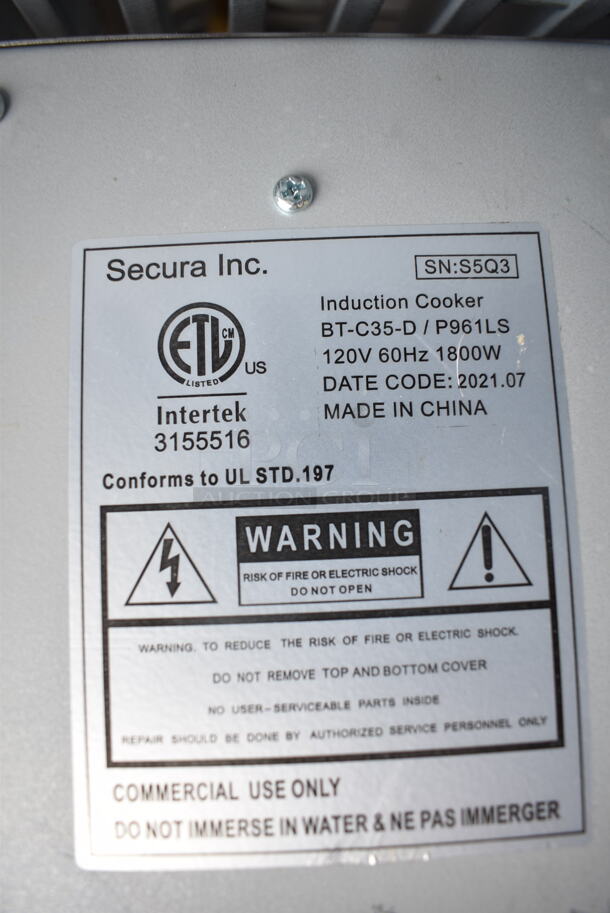 Secura Inc.
SN:S5Q3
ETL CM
LISTED
US
Intertek
3155516
Induction Cooker
BT-C35-D / P961LS
120V 60Hz 1800W
DATE CODE: 2021.07
MADE IN CHINA
Conforms to UL STD.197
PCI
AUCTION GROUP
WARNING
RISK OF FIRE OR ELECTRIC SHOCK
DO NOT OPEN
WARNING. TO REDUCE THE RISK OF FIRE OR ELECTRIC SHOCK.
DO NOT REMOVE TOP AND BOTTOM COVER
NO USER-SERVICEABLE PARTS INSIDE
REPAIR SHOULD BE DONE BY AUTHORIZED SERVICE PERSONNEL ONLY
COMMERCIAL USE ONLY
DO NOT IMMERSE IN WATER & NE PAS IMMERGER